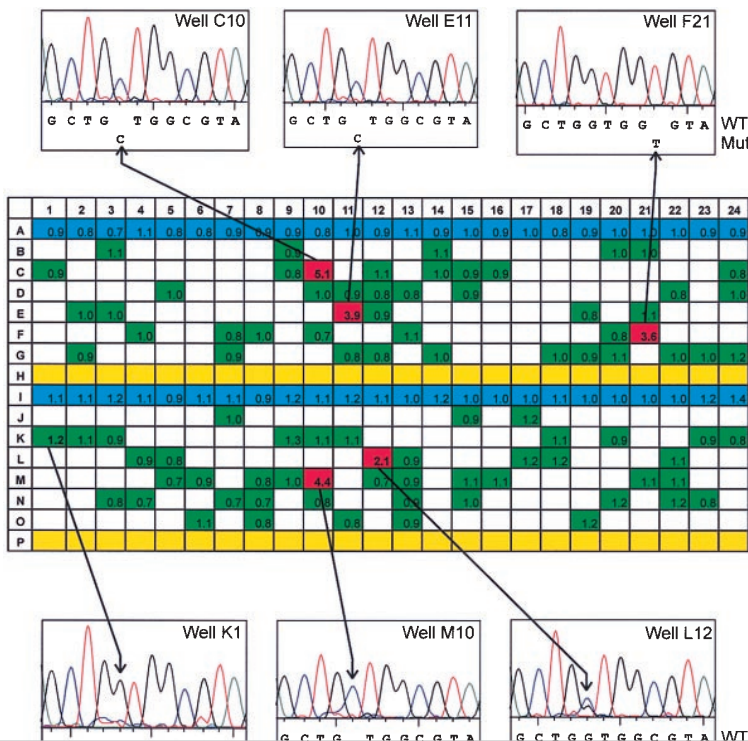 Well C10 Well E11 Well F21
G C T G T G G C G T A G C T G T G G C G T A G C T G G T G G G T A WT
C C T Mut
1 2 3 4 5 6 7 8 9 10 11 12 13 14 15 16 17 18 19 20 21 22 23 24
A 0.9 0.8 0.7 1.1 0.8 0.8 0.9 0.9 0.9 0.8 1.0 0.9 1.1 0.9 1.0 0.9 1.0 0.8 0.9 1.0 1.0 1.0 0.9 0.9
B 1.1 0.9 1.1 1.0 1.0
C 0.9 0.8 5.1 1.1 1.0 0.9 0.9 0.8
D 1.0 1.0 0.9 0.8 0.8 0.9 0.8 1.0
E 1.0 1.0 3.9 0.9 0.8 1.1
F 1.0 0.8 1.0 0.7 1.1 0.8 3.6
G 0.9 0.9 0.8 0.8 1.0 1.0 0.9 1.1 1.0 1.0 1.2
H
I 1.1 1.1 1.2 1.1 0.9 1.1 1.1 0.9 1.2 1.1 1.2 1.1 1.0 1.2 1.0 1.0 1.0 1.1 1.0 1.0 1.0 1.0 1.2 1.4
J 1.0 0.9 1.2
K 1.2 1.1 0.9 1.3 1.1 1.1 1.1 0.9 0.9 0.8
L 0.9 0.8 2.1 0.9 1.2 1.2 1.1
M 0.7 0.9 0.8 1.0 4.4 0.7 0.9 1.1 1.1 1.1 1.1
N 0.8 0.7 0.7 0.7 0.8 0.9 1.0 1.2 1.2 0.8
O 1.1 0.8 0.8 0.9 1.2
P
Well K1 Well M10 Well L12
G C T G T G G C G T A G C T G G T G G C G T A WT